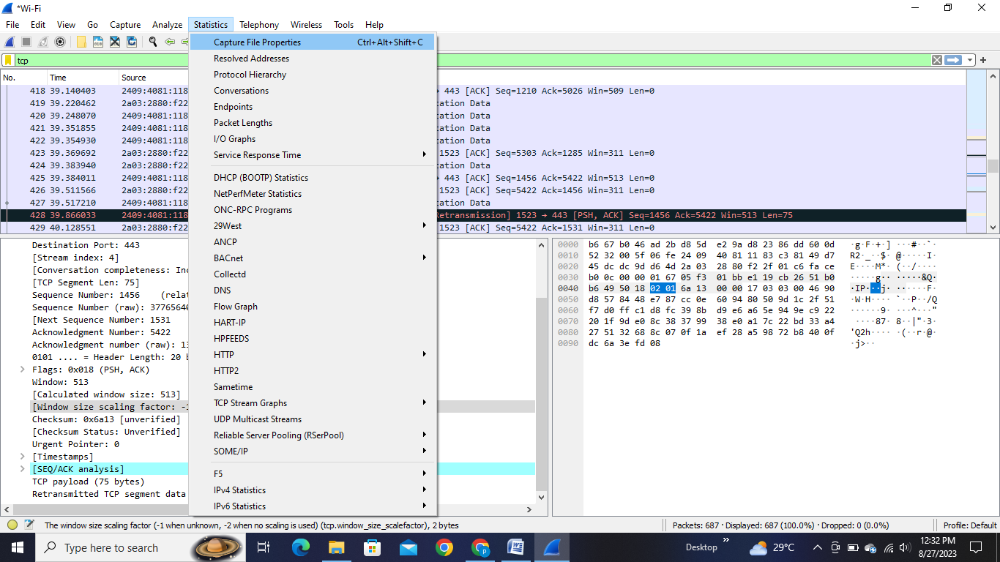 *Wi-Fi
File Edit View Go Capture Analyze Statistics Telephony Wireless Tools Help
tcp
No. Time Source
418 39.140403 2409:4081:118 → 443 [ACK] Seq=1210 Ack=5026 Win=509 Len=0
419 39.220462 2a03:2880:f22 tation Data
420 39.248070 2409:4081:118 tation Data
421 39.351855 2409:4081:118 tation Data
422 39.354930 2409:4081:118 tation Data
423 39.369692 2a03:2880:f22 1523 [ACK] Seq=5303 Ack=1285 Win=311 Len=0
424 39.383940 2a03:2880:f22 tation Data
425 39.384011 2409:4081:118 → 443 [ACK] Seq=1456 Ack=5422 Win=513 Len=0
426 39.511566 2a03:2880:f22 1523 [ACK] Seq=5422 Ack=1456 Win=311 Len=0
427 39.517210 2409:4081:118 tation Data
428 39.866033 2409:4081:118 Retransmission] 1523 → 443 [PSH, ACK] Seq=1456 Ack=5422 Win=513 Len=75
429 40.128551 2a03:2880:f22 1523 [ACK] Seq=5422 Ack=1531 Win=311 Len=0
Capture File Properties Ctrl+Alt+Shift+C
Resolved Addresses
Protocol Hierarchy
Conversations
Endpoints
Packet Lengths
I/O Graphs
Service Response Time
DHCP (BOOTP) Statistics
NetPerfMeter Statistics
ONC-RPC Programs
29West
ANCP
BACnet
Collectd
DNS
Flow Graph
HART-IP
HPFEEDS
HTTP
HTTP2
Sametime
TCP Stream Graphs
UDP Multicast Streams
Reliable Server Pooling (RSerPool)
SOME/IP
F5
IPv4 Statistics
IPv6 Statistics
Destination Port: 443
[Stream index: 4]
[Conversation completeness: Inc
[TCP Segment Len: 75]
Sequence Number: 1456 (relat
Sequence Number (raw): 37765640
[Next Sequence Number: 1531
Acknowledgment Number: 5422
Acknowledgment number (raw): 13
0101 .... = Header Length: 20 b
Flags: 0x018 (PSH, ACK)
Window: 513
[Calculated window size: 513]
[Window size scaling factor: -1
Checksum: 0x6a13 [unverified]
[Checksum Status: Unverified]
Urgent Pointer: 0
[Timestamps]
[SEQ/ACK analysis]
TCP payload (75 bytes)
Retransmitted TCP segment data
0000 b6 67 b0 46 ad 2b d8 5d e2 9a d8 23 86 dd 60 0d ·g·F·+·] ···#··`·
0010 52 32 00 5f 06 fe 24 09 40 81 11 83 c3 81 49 d7 R2·_··$· @·····I·
0020 45 dc dc 9d d6 4d 2a 03 28 80 f2 2f 01 c6 fa ce E····M*· (··/····
0030 b0 0c 00 00 01 67 05 f3 01 bb e1 19 cb 26 51 b0 ·····g·· ·····&Q·
0040 b6 49 50 18 02 01 6a 13 00 00 17 03 03 00 46 90 ·IP···j· ······F·
0050 d8 57 84 48 e7 87 cc 0e 60 94 80 50 9d 1c 2f 51 ·W·H···· `··P··/Q
0060 f7 d0 ff c1 d8 fc 39 8b d9 e6 a6 5e 94 9e c9 22 ······9· ···^···"
0070 20 1f 9d e0 8c 38 37 99 38 e0 a1 7c 22 bd 33 a4 ····87· 8··|"·3·
0080 27 51 32 68 8c 07 0f 1a ef 28 a5 98 72 b8 40 0f 'Q2h···· ·(··r·@·
0090 dc 6a 3e fd 08 ·j>··
The window size scaling factor (-1 when unknown, -2 when no scaling is used) (tcp.window_size_scalefactor), 2 bytes
Packets: 687 · Displayed: 687 (100.0%) · Dropped: 0 (0.0%)
Profile: Default
Type here to search
Desktop
29°C
12:32 PM
8/27/2023